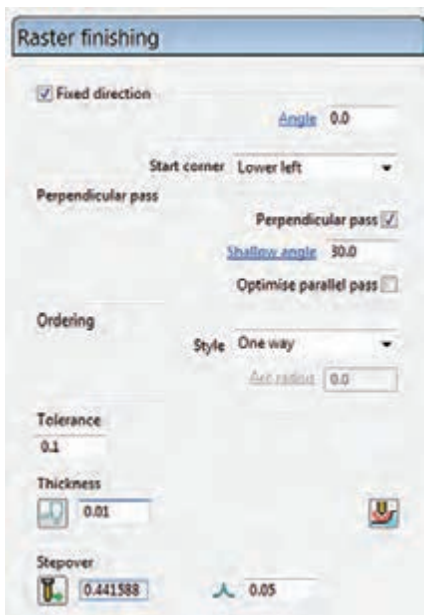 Raster finishing
Fixed direction
Angle 0.0
Start corner Lower left
Perpendicular pass
Perpendicular pass
Shallow angle 30.0
Optimise parallel pass
Ordering
Style One way
Arc radius 0.0
Tolerance
0.1
Thickness
0.01
Stepover
0.441588 0.05